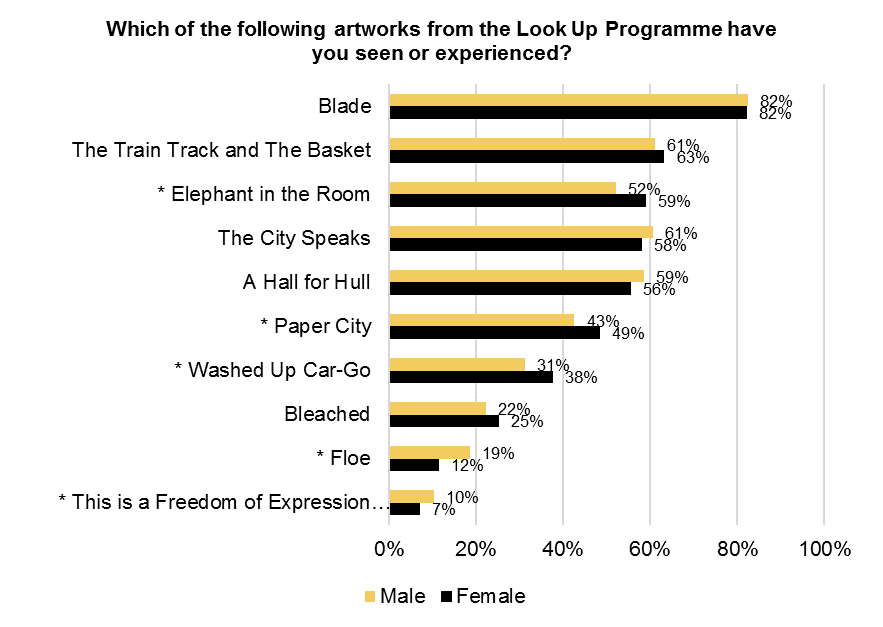 Which of the following artworks from the Look Up Programme have
you seen or experienced?
Blade
82%
82%
The Train Track and The Basket
61%
63%
* Elephant in the Room
52%
59%
The City Speaks
61%
58%
A Hall for Hull
59%
56%
* Paper City
43%
49%
* Washed Up Car-Go
31%
38%
Bleached
22%
25%
* Floe
19%
12%
* This is a Freedom of Expression…
10%
7%
0% 20% 40% 60% 80% 100%
Male Female